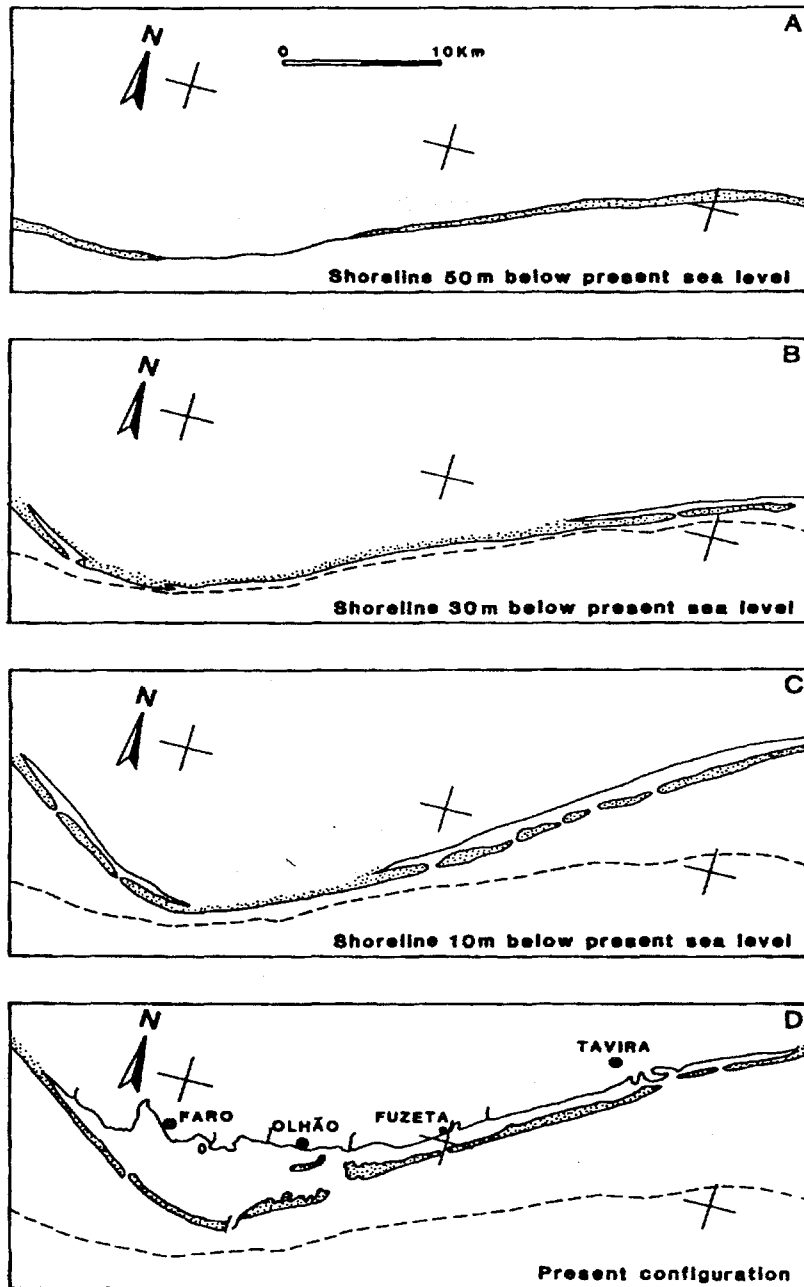 A
N
0 10Km
Shoreline 50m below present sea level
B
N
Shoreline 30m below present sea level
C
N
Shoreline 10m below present sea level
D
N
TAVIRA
FARO
OLHÃO
FUZETA
Present configuration